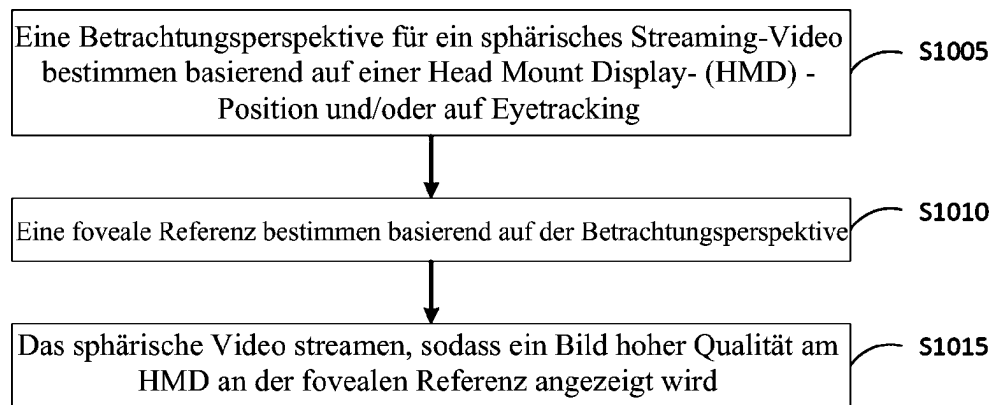 Eine Betrachtungsperspektive für ein sphärisches Streaming-Video
bestimmen basierend auf einer Head Mount Display- (HMD) -
Position und/oder auf Eyetracking
S1005
Eine foveale Referenz bestimmen basierend auf der Betrachtungsperspektive
S1010
Das sphärische Video streamen, sodass ein Bild hoher Qualität am
HMD an der fovealen Referenz angezeigt wird
S1015